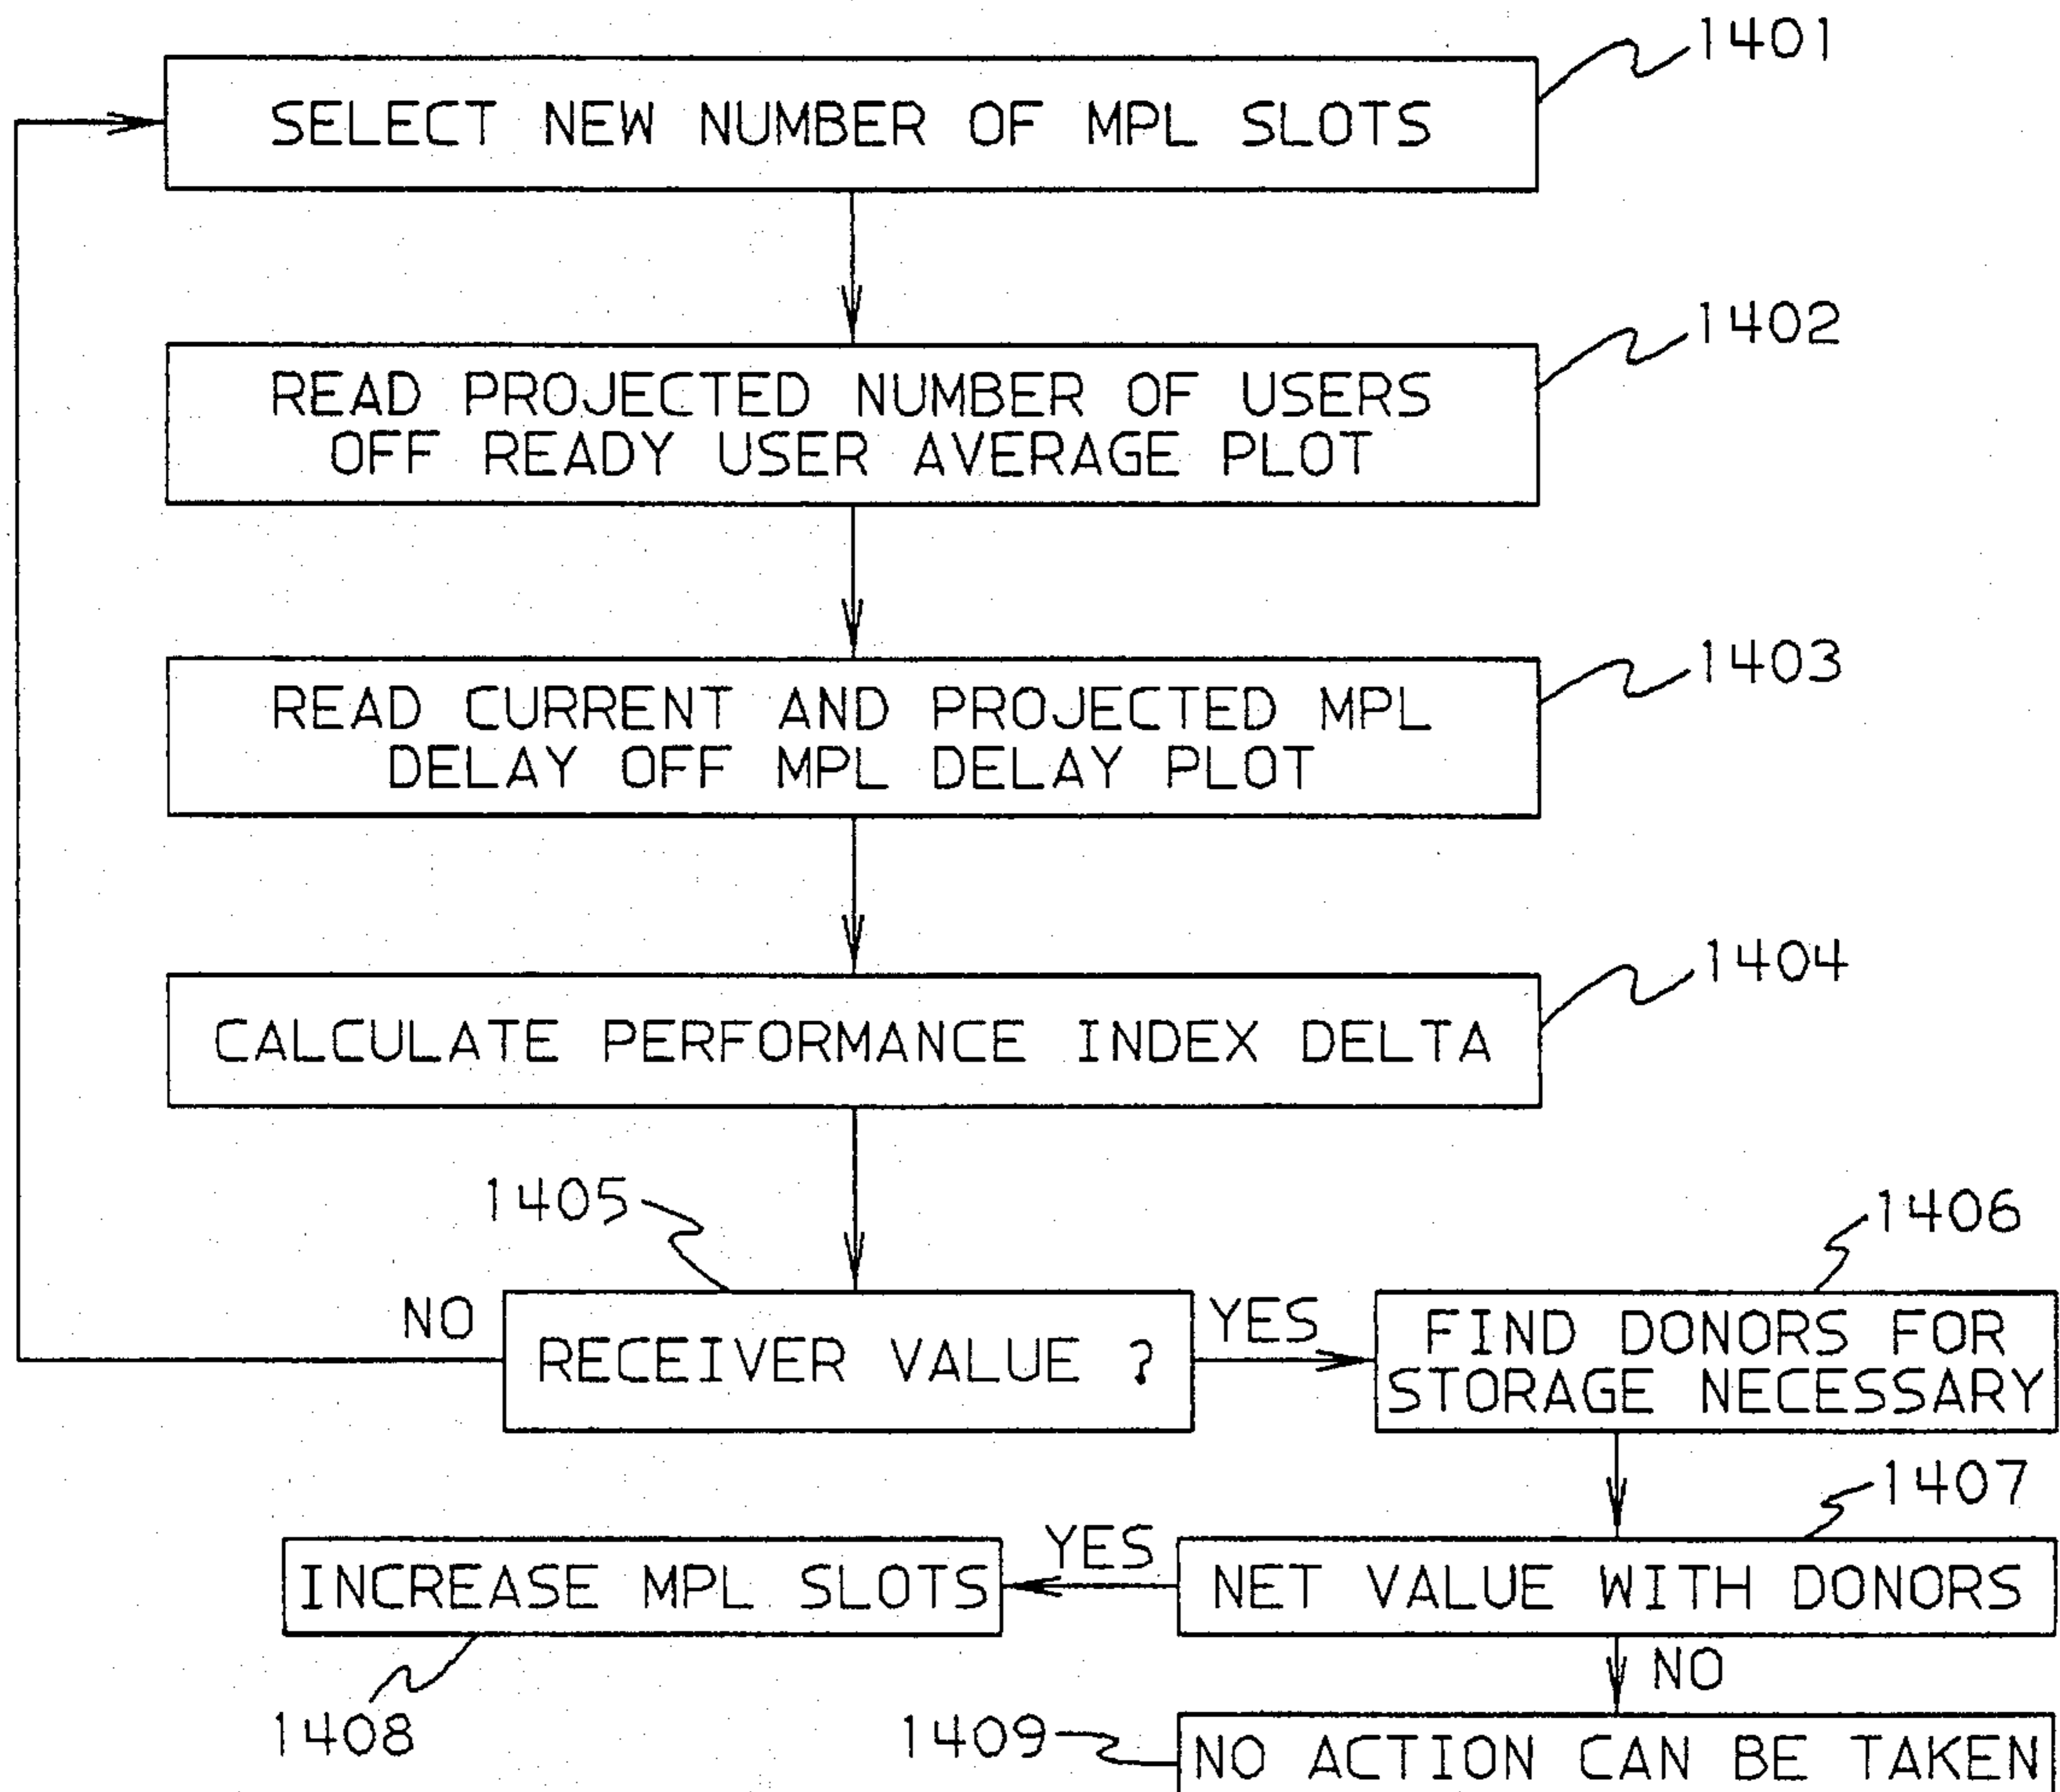 1401
SELECT NEW NUMBER OF MPL SLOTS
1402
READ PROJECTED NUMBER OF USERS
OFF READY USER AVERAGE PLOT
1403
READ CURRENT AND PROJECTED MPL
DELAY OFF MPL DELAY PLOT
1404
CALCULATE PERFORMANCE INDEX DELTA
1405
1406
NO
RECEIVER VALUE ?
YES
FIND DONORS FOR
STORAGE NECESSARY
1407
INCREASE MPL SLOTS
YES
NET VALUE WITH DONORS
NO
1408
1409
NO ACTION CAN BE TAKEN